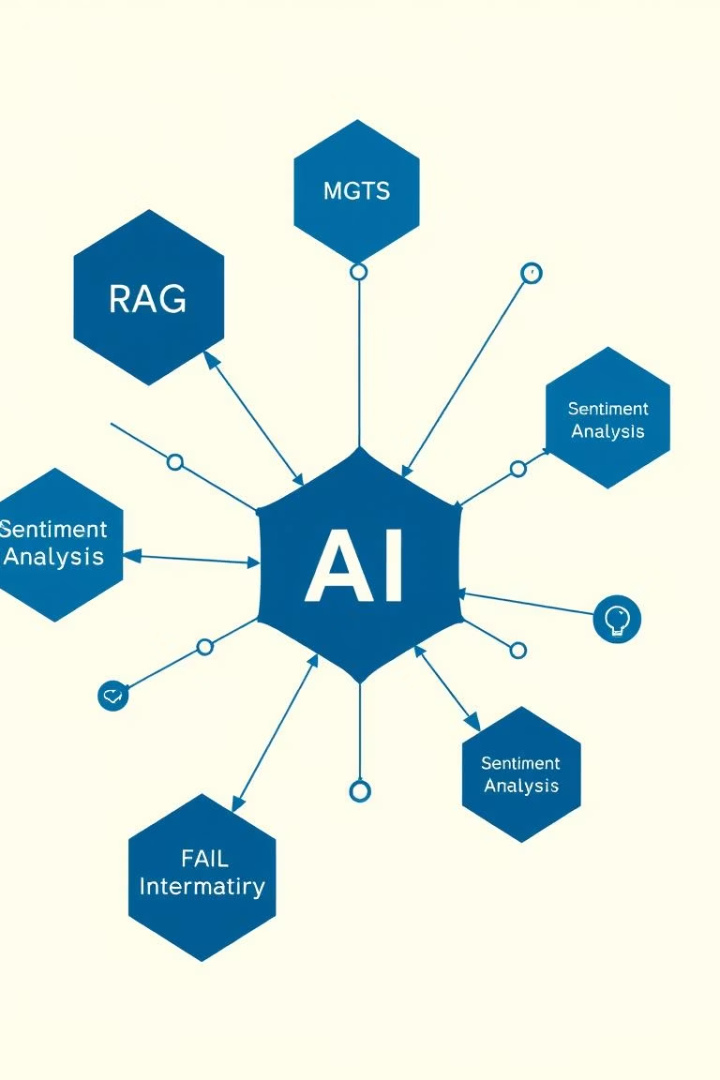 MGTS
RAG
Sentiment
Analysis
Sentiment
Analysis
AI
Sentiment
Analysis
FAIL
Intermatiry